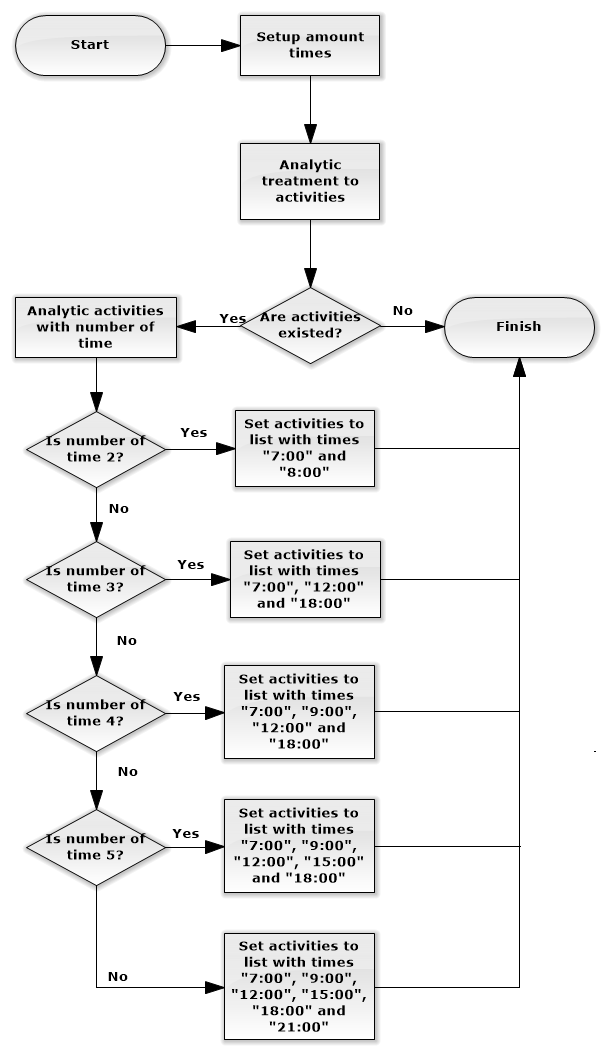 Start
Setup amount
times
Analytic
treatment to
activities
Are activities
existed?
Yes
No
Analytic activities
with number of
time
Finish
Is number of
time 2?
Yes
Set activities to
list with times
"7:00" and
"8:00"
No
Is number of
time 3?
Yes
Set activities to
list with times
"7:00", "12:00"
and "18:00"
No
Is number of
time 4?
Yes
Set activities to
list with times
"7:00", "9:00",
"12:00" and
"18:00"
No
Is number of
time 5?
Yes
Set activities to
list with times
"7:00", "9:00",
"12:00", "15:00"
and "18:00"
No
Set activities to
list with times
"7:00", "9:00",
"12:00", "15:00",
"18:00" and
"21:00"